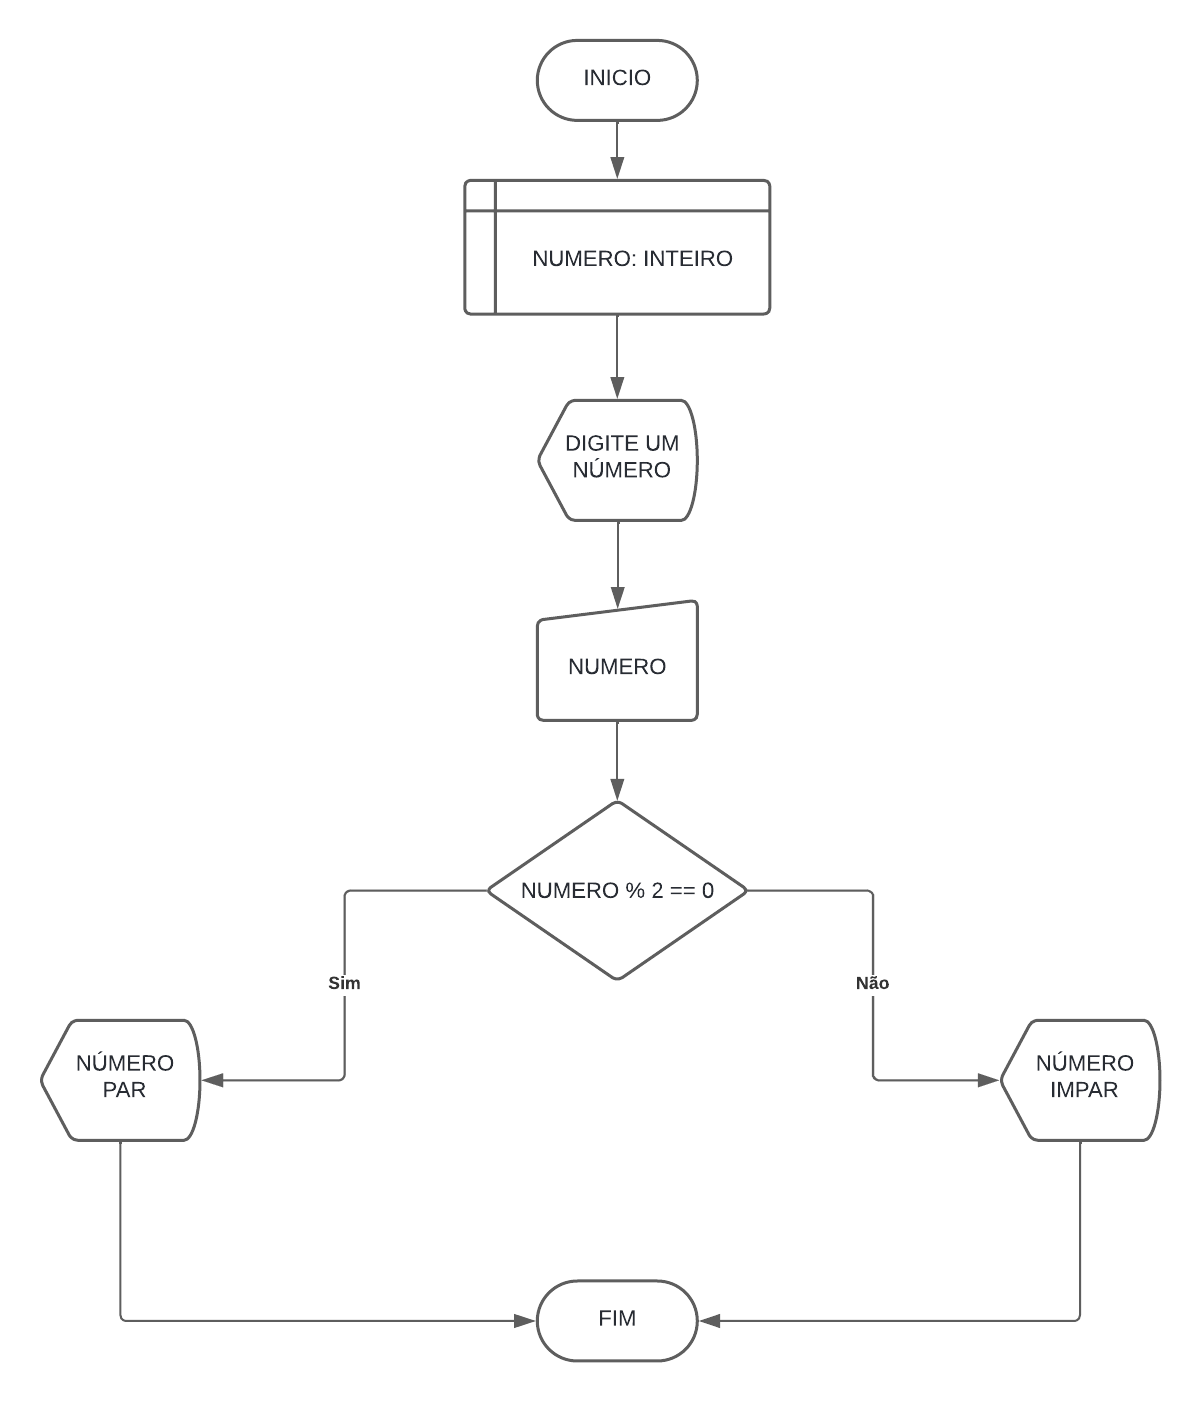 INICIO
NUMERO: INTEIRO
DIGITE UM
NÚMERO
NUMERO
NUMERO % 2 == 0
Sim
Não
NÚMERO
PAR
NÚMERO
IMPAR
FIM